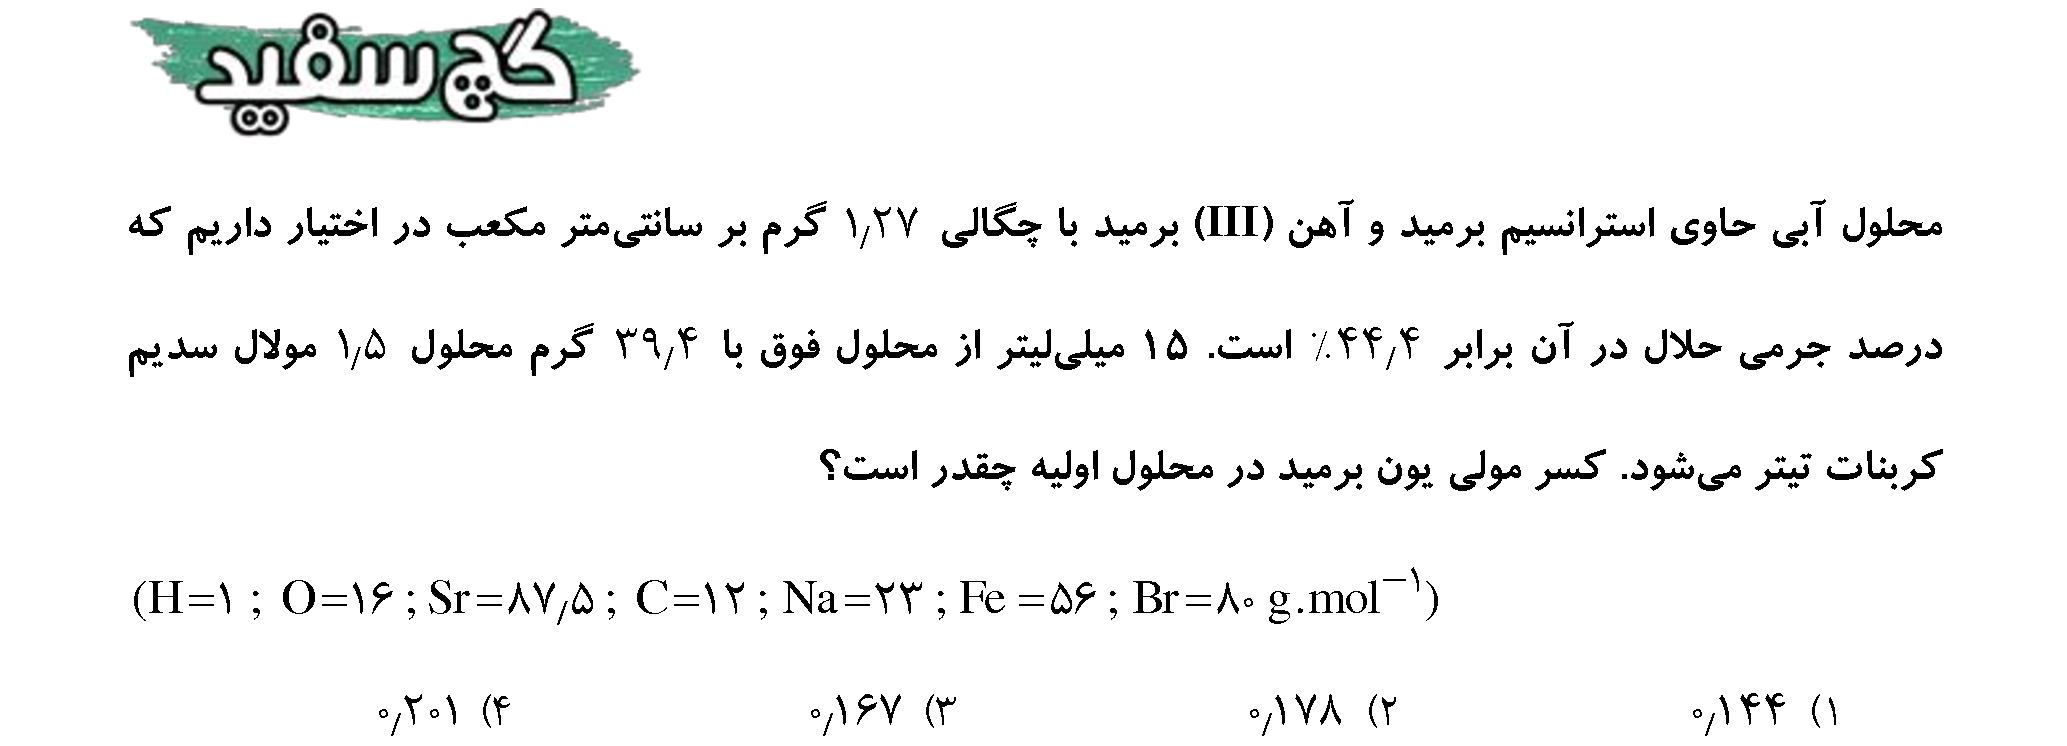 گچ سفید
محلول آبی حاوی استرانسیم برمید و آهن (III) برمید با چگالی ۱٫۲۷ گرم بر سانتی‌متر مکعب در اختیار داریم که
درصد جرمی حلال در آن برابر ۴۴٫۴٪ است. ۱۵ میلی‌لیتر از محلول فوق با ۳۹٫۴ گرم محلول ۱٫۵ مولال سدیم
کربنات تیتر می‌شود. کسر مولی یون برمید در محلول اولیه چقدر است؟
(H=۱ ; O=۱۶ ; Sr=۸۷٫۵ ; C=۱۲ ; Na=۲۳ ; Fe=۵۶ ; Br=۸۰ g.mol⁻¹)
۱) ۰٫۱۴۴ ۲) ۰٫۱۷۸ ۳) ۰٫۱۶۷ ۴) ۰٫۲۰۱